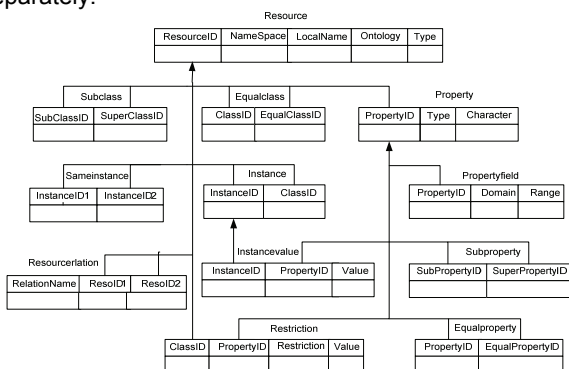 eparately.
Resource
ResourceID NameSpace LocalName Ontology Type
Subclass Equalclass Property
SubClassID SuperClassID ClassID EqualClassID PropertyID Type Character
Sameinstance Instance Propertyfield
InstanceID1 InstanceID2 InstanceID ClassID PropertyID Domain Range
Resourcerlation Instancevalue Subproperty
RelationName ResoID1 ResoID2 InstanceID PropertyID Value SubPropertyID SuperPropertyID
Restriction Equalproperty
ClassID PropertyID Restriction Value PropertyID EqualPropertyID